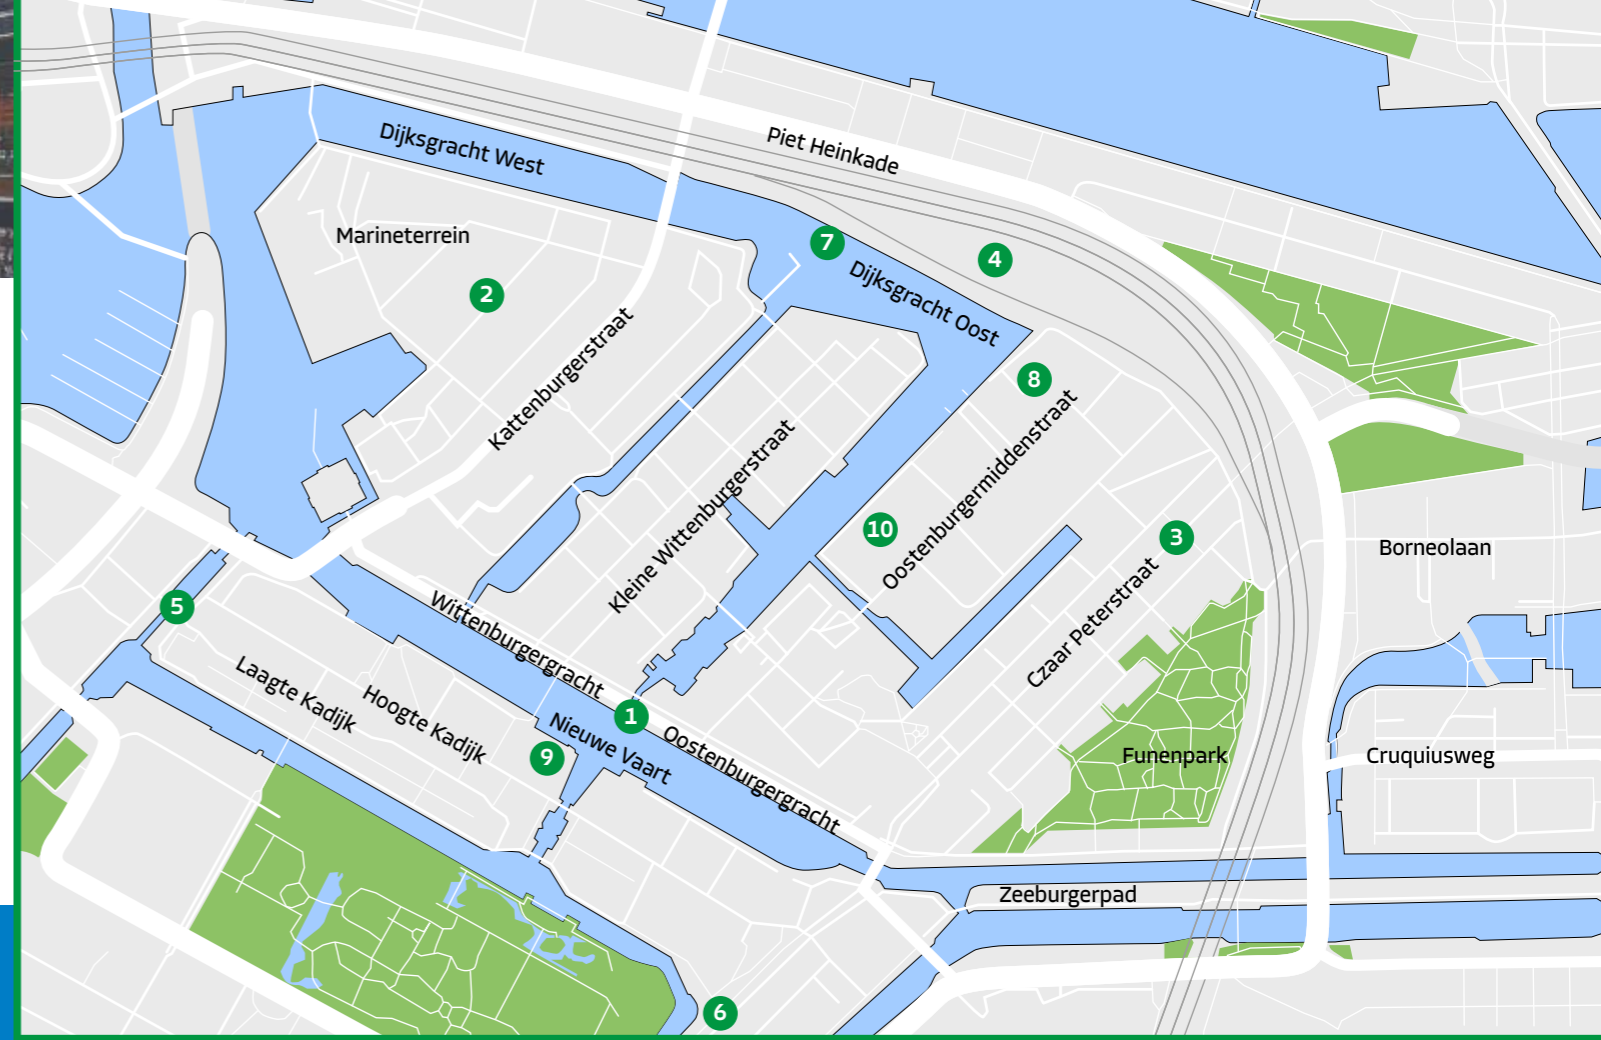 Dijksgracht West
Piet Heinkade
Marineterrein
7
4
Dijksgracht Oost
2
Kattenburgerstraat
8
Kleine Wittenburgerstraat
Oostenburgermiddenstraat
10
3
Borneolaan
5
Wittenburgergracht
Czaar Peterstraat
Laagte Kadijk
Hoogte Kadijk
1
Nieuwe Vaart
Oostenburgergracht
9
Funenpark
Cruquiusweg
Zeeburgerpad
6